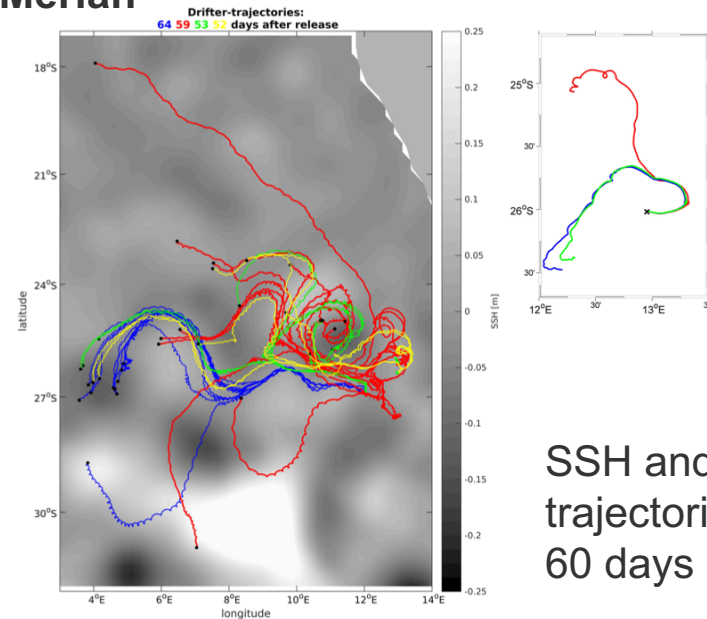 Merian
Drifter-trajectories:
64 59 53 52 days after release
18°S
21°S
24°S
27°S
30°S
latitude
4°E 6°E 8°E 10°E 12°E 14°E
longitude
0.25
0.2
0.15
0.1
0.05
0
-0.05
-0.1
-0.15
-0.2
-0.25
SSH [m]
25°S
30'
26°S
30'
12°E 30' 13°E 3
SSH and
trajectori
60 days